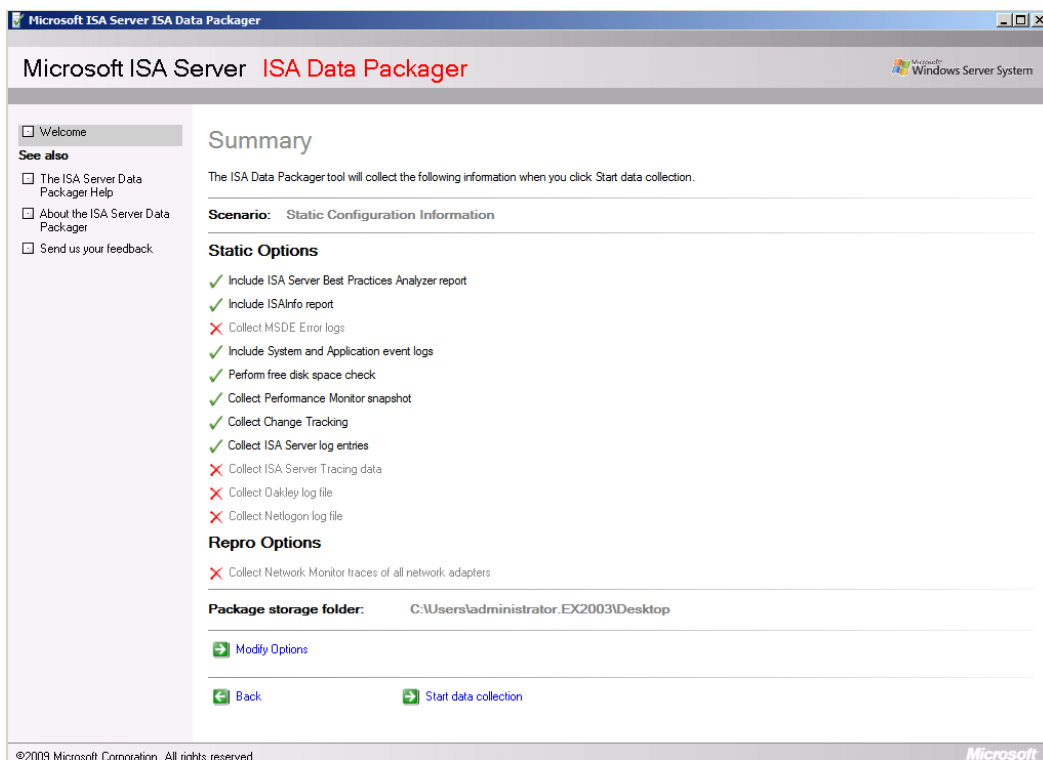 Microsoft ISA Server ISA Data Packager
Microsoft ISA Server ISA Data Packager
Microsoft
Windows Server System
Welcome
See also
The ISA Server Data
Packager Help
About the ISA Server Data
Packager
Send us your feedback
Summary
The ISA Data Packager tool will collect the following information when you click Start data collection.
Scenario: Static Configuration Information
Static Options
Include ISA Server Best Practices Analyzer report
Include ISAInfo report
Collect MSDE Error logs
Include System and Application event logs
Perform free disk space check
Collect Performance Monitor snapshot
Collect Change Tracking
Collect ISA Server log entries
Collect ISA Server Tracing data
Collect Oakley log file
Collect Netlogon log file
Repro Options
Collect Network Monitor traces of all network adapters
Package storage folder: C:\Users\administrator.EX2003\Desktop
Modify Options
Back Start data collection
©2009 Microsoft Corporation. All rights reserved.
Microsoft